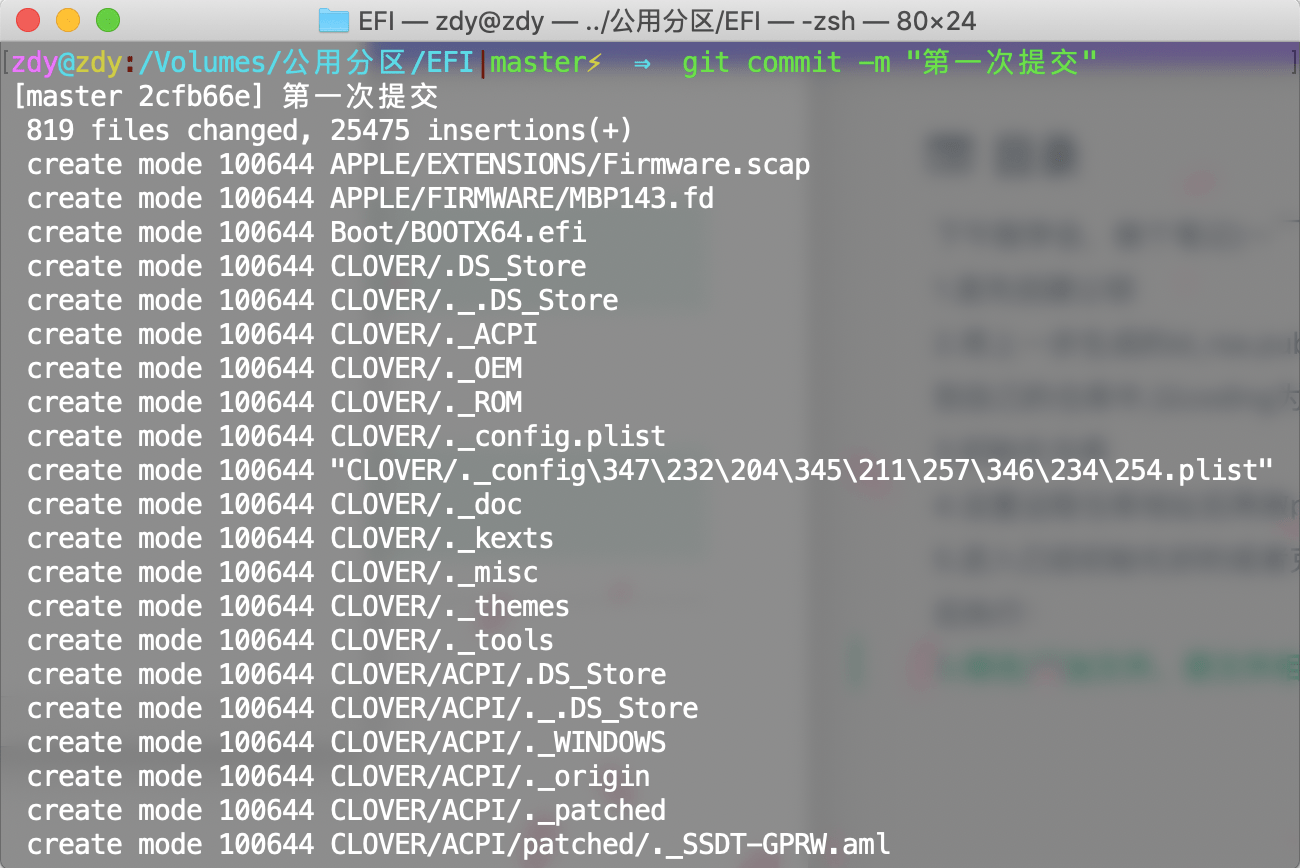 EFI — zdy@zdy — ../公用分区/EFI — -zsh — 80×24
[zdy@zdy:/Volumes/公用分区/EFI|master⚡ ⇒ git commit -m "第一次提交" ]
[master 2cfb66e] 第一次提交
819 files changed, 25475 insertions(+)
create mode 100644 APPLE/EXTENSIONS/Firmware.scap
create mode 100644 APPLE/FIRMWARE/MBP143.fd
create mode 100644 Boot/BOOTX64.efi
create mode 100644 CLOVER/.DS_Store
create mode 100644 CLOVER/._.DS_Store
create mode 100644 CLOVER/._ACPI
create mode 100644 CLOVER/._OEM
create mode 100644 CLOVER/._ROM
create mode 100644 CLOVER/._config.plist
create mode 100644 "CLOVER/._config\347\232\204\345\211\257\346\234\254.plist"
create mode 100644 CLOVER/._doc
create mode 100644 CLOVER/._kexts
create mode 100644 CLOVER/._misc
create mode 100644 CLOVER/._themes
create mode 100644 CLOVER/._tools
create mode 100644 CLOVER/ACPI/.DS_Store
create mode 100644 CLOVER/ACPI/._.DS_Store
create mode 100644 CLOVER/ACPI/._WINDOWS
create mode 100644 CLOVER/ACPI/._origin
create mode 100644 CLOVER/ACPI/._patched
create mode 100644 CLOVER/ACPI/patched/._SSDT-GPRW.aml